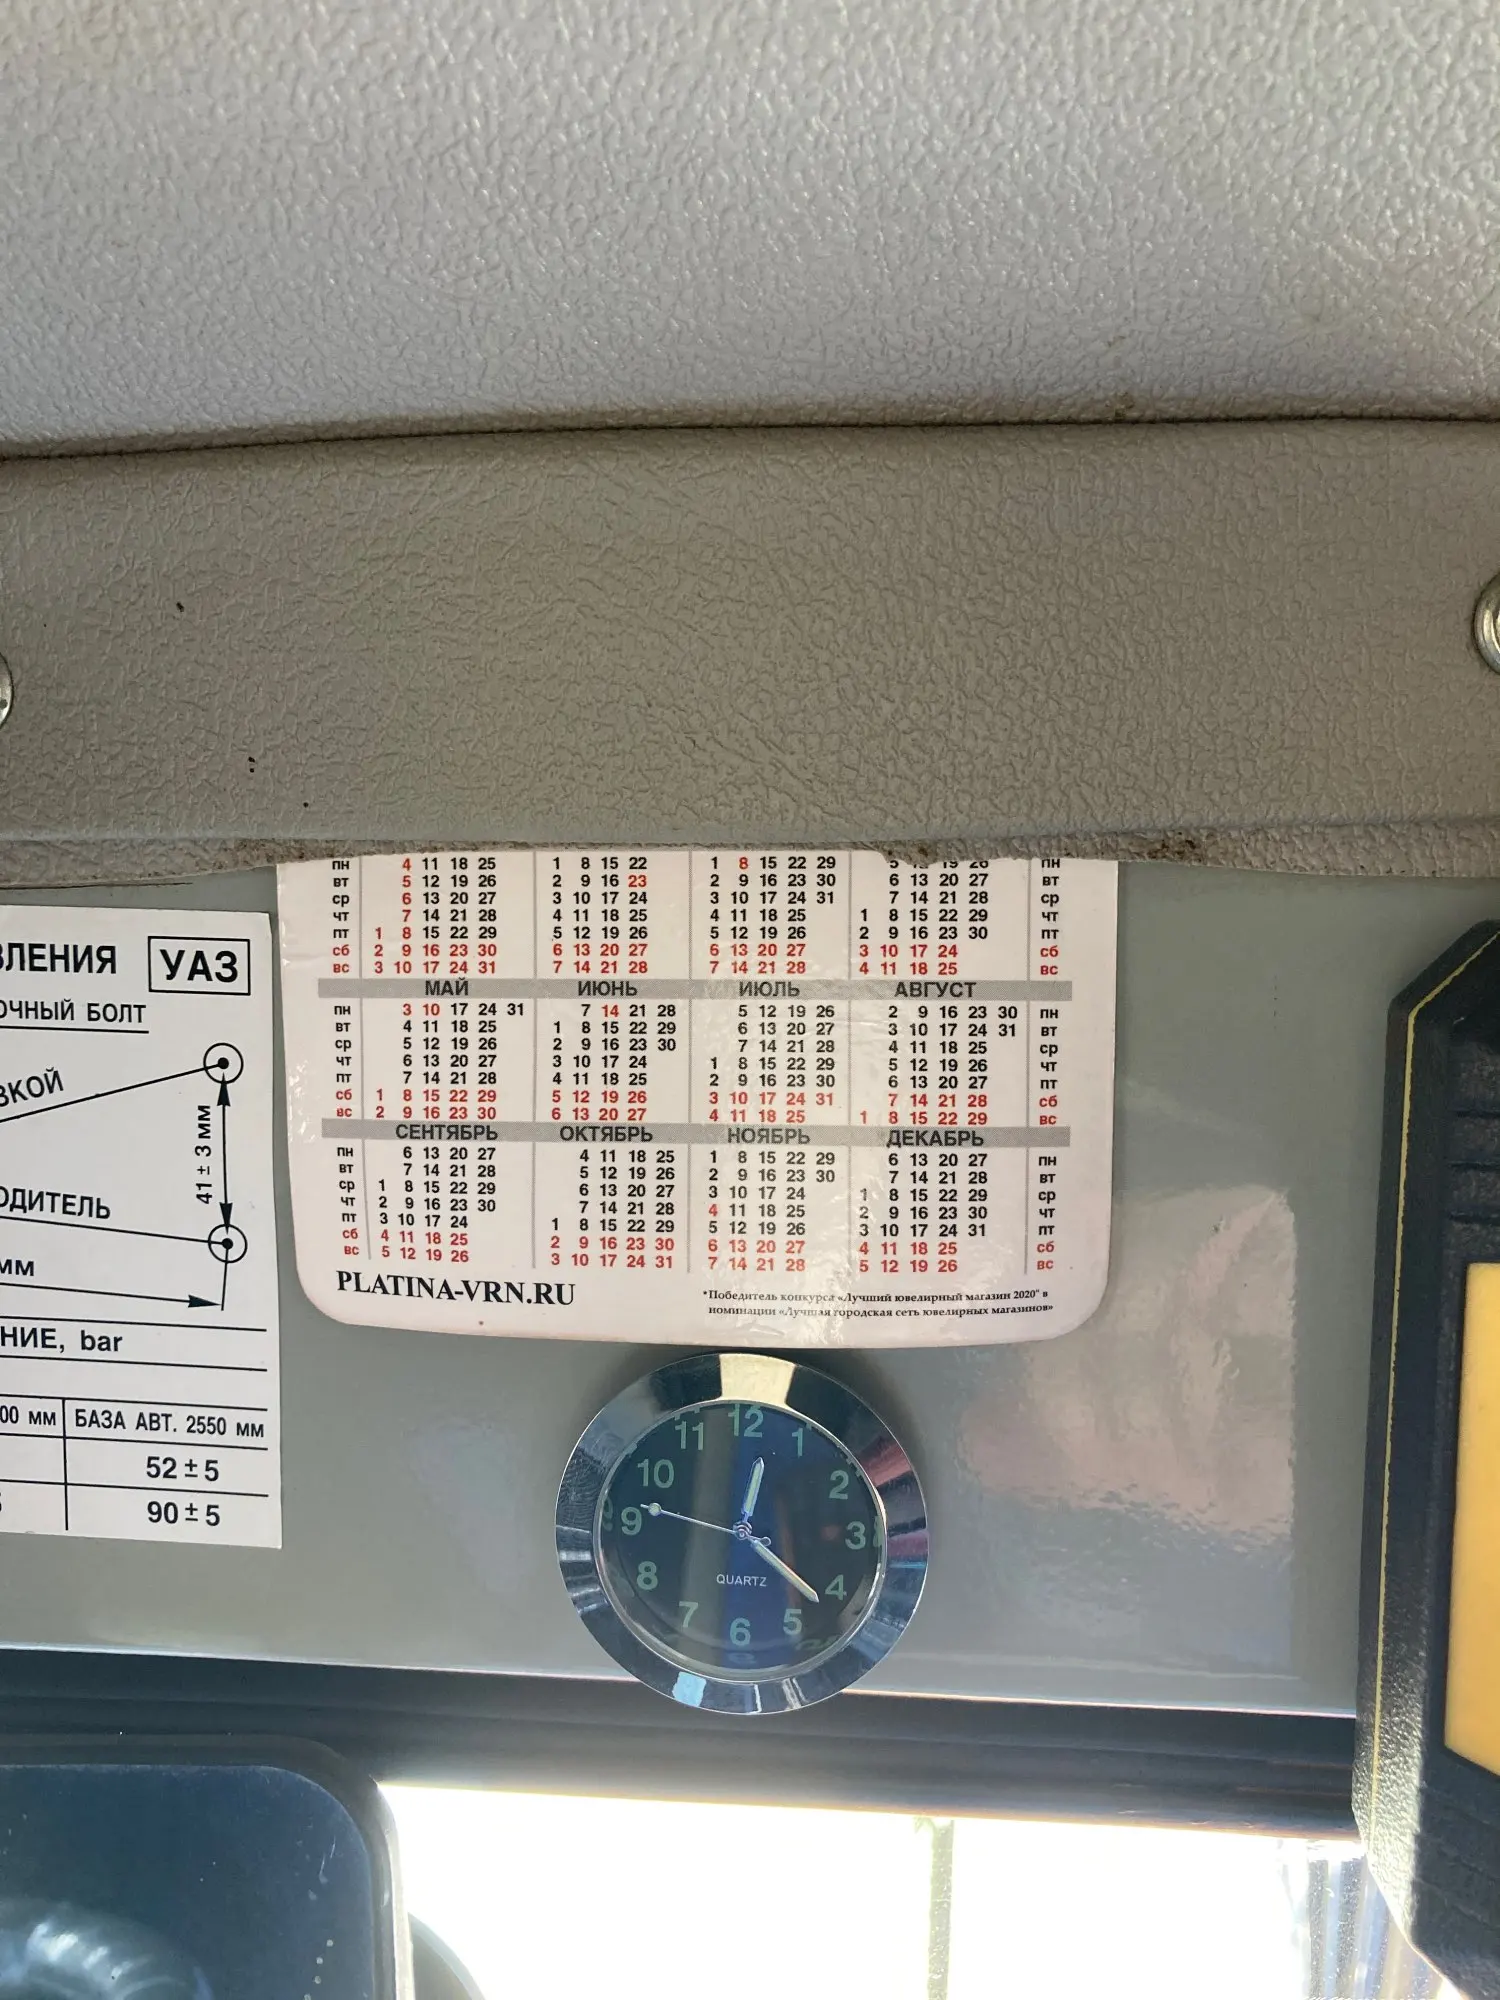 ВЛЕНИЯ УАЗ
ОЧНЫЙ БОЛТ
ЗКОЙ
41 ± 3 мм
ОДИТЕЛЬ
мм
НИЕ, bar
00 мм БАЗА АВТ. 2550 мм
52 ± 5
90 ± 5
пн 4 11 18 25 1 8 15 22 1 8 15 22 29 5 12 19 26 пн
вт 5 12 19 26 2 9 16 23 2 9 16 23 30 6 13 20 27 вт
ср 6 13 20 27 3 10 17 24 3 10 17 24 31 7 14 21 28 ср
чт 7 14 21 28 4 11 18 25 4 11 18 25 1 8 15 22 29 чт
пт 1 8 15 22 29 5 12 19 26 5 12 19 26 2 9 16 23 30 пт
сб 2 9 16 23 30 6 13 20 27 6 13 20 27 3 10 17 24 сб
вс 3 10 17 24 31 7 14 21 28 7 14 21 28 4 11 18 25 вс
МАЙ ИЮНЬ ИЮЛЬ АВГУСТ
пн 3 10 17 24 31 7 14 21 28 5 12 19 26 2 9 16 23 30 пн
вт 4 11 18 25 1 8 15 22 29 6 13 20 27 3 10 17 24 31 вт
ср 5 12 19 26 2 9 16 23 30 7 14 21 28 4 11 18 25 ср
чт 6 13 20 27 3 10 17 24 1 8 15 22 29 5 12 19 26 чт
пт 7 14 21 28 4 11 18 25 2 9 16 23 30 6 13 20 27 пт
сб 1 8 15 22 29 5 12 19 26 3 10 17 24 31 7 14 21 28 сб
вс 2 9 16 23 30 6 13 20 27 4 11 18 25 1 8 15 22 29 вс
СЕНТЯБРЬ ОКТЯБРЬ НОЯБРЬ ДЕКАБРЬ
пн 6 13 20 27 4 11 18 25 1 8 15 22 29 6 13 20 27 пн
вт 7 14 21 28 5 12 19 26 2 9 16 23 30 7 14 21 28 вт
ср 1 8 15 22 29 6 13 20 27 3 10 17 24 1 8 15 22 29 ср
чт 2 9 16 23 30 7 14 21 28 4 11 18 25 2 9 16 23 30 чт
пт 3 10 17 24 1 8 15 22 29 5 12 19 26 3 10 17 24 31 пт
сб 4 11 18 25 2 9 16 23 30 6 13 20 27 4 11 18 25 сб
вс 5 12 19 26 3 10 17 24 31 7 14 21 28 5 12 19 26 вс
PLATINA-VRN.RU
*Победитель конкурса «Лучший ювелирный магазин 2020" в
номинации «Лучшая городская сеть ювелирных магазинов»
12
11 1
10 2
9 3
8 4
7 5
6
QUARTZ